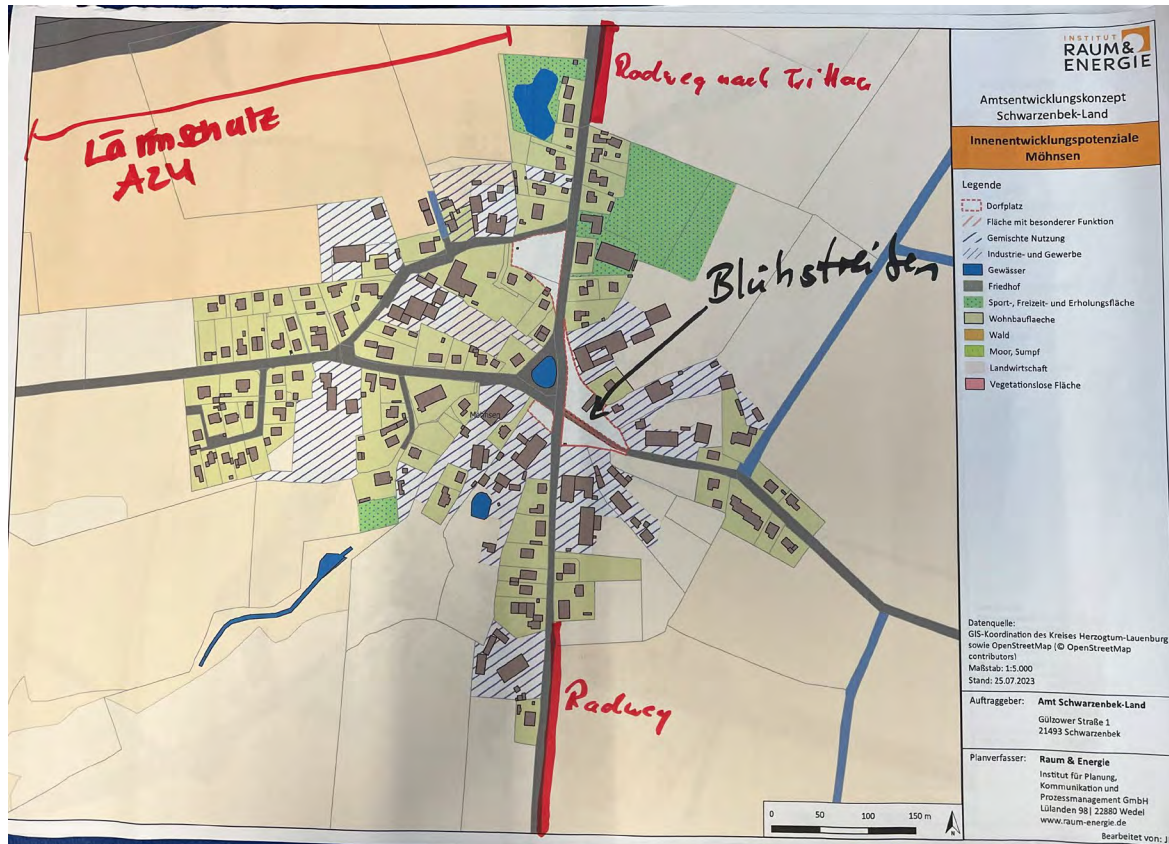 Lärmschutz
A24
Radweg nach Trittau
Blühstreifen
Möhnsen
Radweg
INSTITUT
RAUM &
ENERGIE
Amtsentwicklungskonzept
Schwarzenbek-Land
Innenentwicklungspotenziale
Möhnsen
Legende
Dorfplatz
Fläche mit besonderer Funktion
Gemischte Nutzung
Industrie- und Gewerbe
Gewässer
Friedhof
Sport-, Freizeit- und Erholungsfläche
Wohnbauflaeche
Wald
Moor, Sumpf
Landwirtschaft
Vegetationslose Fläche
Datenquelle:
GIS-Koordination des Kreises Herzogtum-Lauenburg
sowie OpenStreetMap (© OpenStreetMap
contributors)
Maßstab: 1:5.000
Stand: 25.07.2023
Auftraggeber: Amt Schwarzenbek-Land
Gülzower Straße 1
21493 Schwarzenbek
Planverfasser: Raum & Energie
Institut für Planung,
Kommunikation und
Prozessmanagement GmbH
Lülanden 98| 22880 Wedel
www.raum-energie.de
Bearbeitet von: J
0 50 100 150 m
N